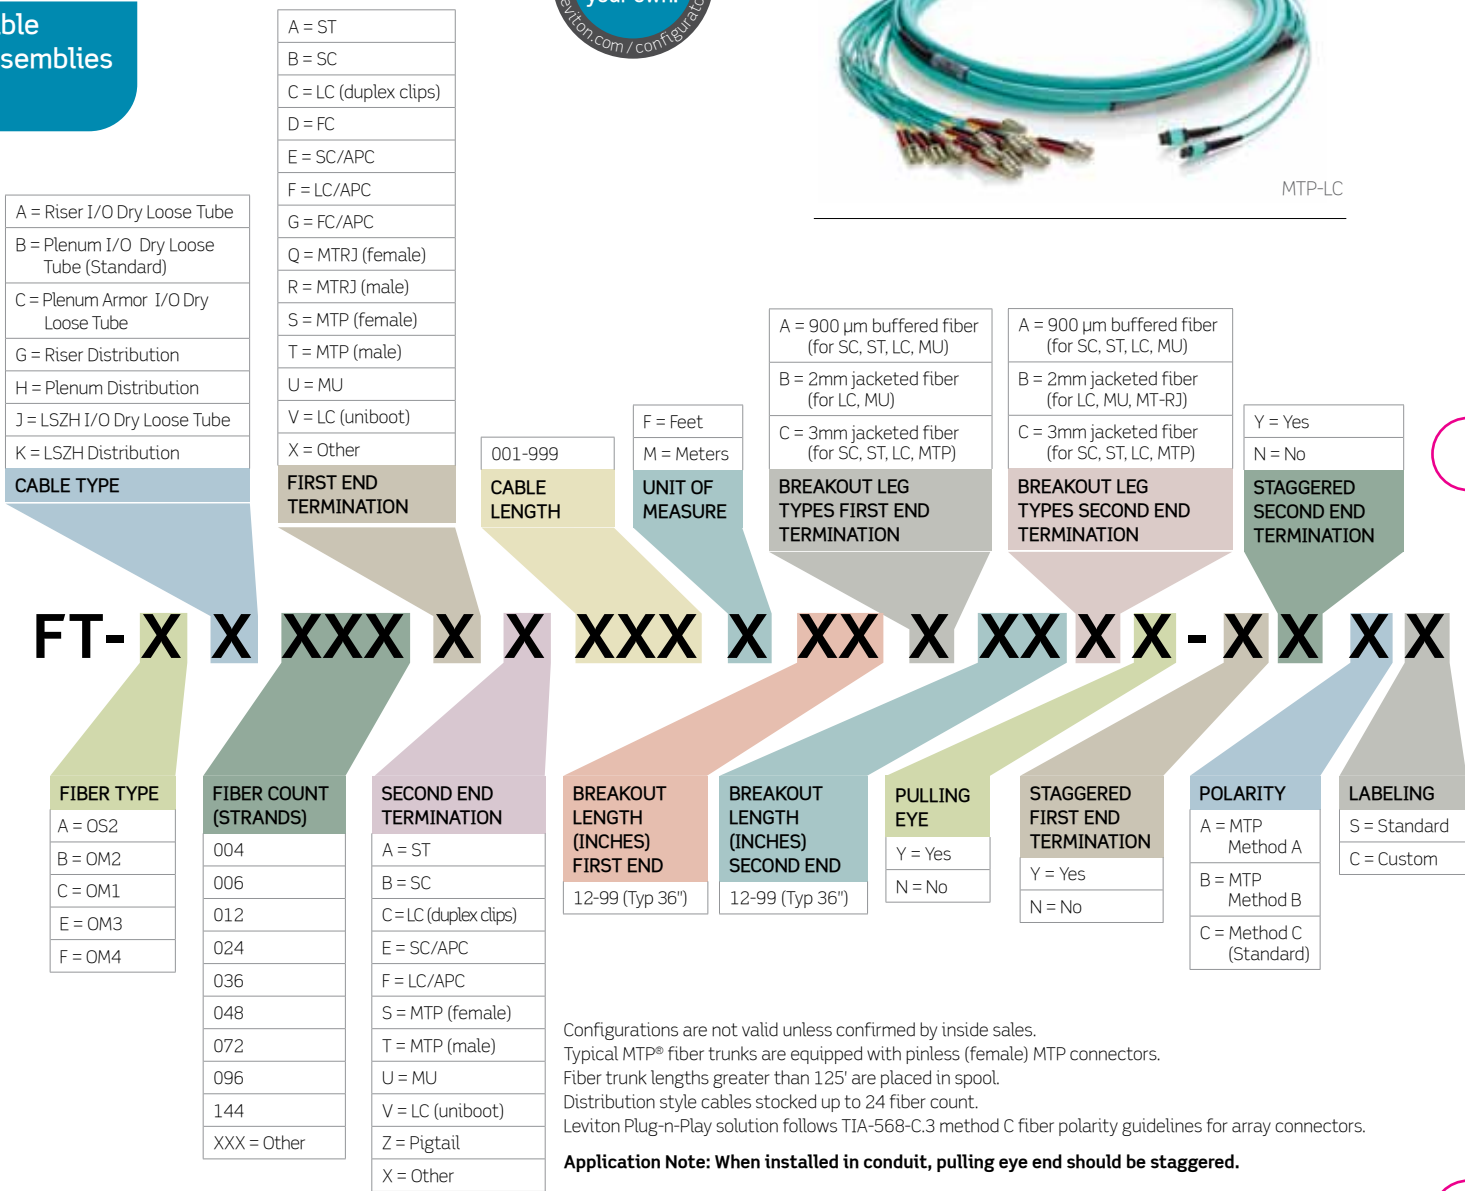 ble
semblies
your own.
leviton.com / configurator
MTP-LC
A = Riser I/O Dry Loose Tube
B = Plenum I/O Dry Loose
Tube (Standard)
C = Plenum Armor I/O Dry
Loose Tube
G = Riser Distribution
H = Plenum Distribution
J = LSZH I/O Dry Loose Tube
K = LSZH Distribution
CABLE TYPE
A = ST
B = SC
C = LC (duplex clips)
D = FC
E = SC/APC
F = LC/APC
G = FC/APC
Q = MTRJ (female)
R = MTRJ (male)
S = MTP (female)
T = MTP (male)
U = MU
V = LC (uniboot)
X = Other
FIRST END
TERMINATION
001-999
CABLE
LENGTH
F = Feet
M = Meters
UNIT OF
MEASURE
A = 900 µm buffered fiber
(for SC, ST, LC, MU)
B = 2mm jacketed fiber
(for LC, MU)
C = 3mm jacketed fiber
(for SC, ST, LC, MTP)
BREAKOUT LEG
TYPES FIRST END
TERMINATION
A = 900 µm buffered fiber
(for SC, ST, LC, MU)
B = 2mm jacketed fiber
(for LC, MU, MT-RJ)
C = 3mm jacketed fiber
(for SC, ST, LC, MTP)
BREAKOUT LEG
TYPES SECOND END
TERMINATION
Y = Yes
N = No
STAGGERED
SECOND END
TERMINATION
FT- X X XXX X X XXX X XX X XX X X - X X X X
FIBER TYPE
A = OS2
B = OM2
C = OM1
E = OM3
F = OM4
FIBER COUNT
(STRANDS)
004
006
012
024
036
048
072
096
144
XXX = Other
SECOND END
TERMINATION
A = ST
B = SC
C = LC (duplex clips)
E = SC/APC
F = LC/APC
S = MTP (female)
T = MTP (male)
U = MU
V = LC (uniboot)
Z = Pigtail
X = Other
BREAKOUT
LENGTH
(INCHES)
FIRST END
12-99 (Typ 36")
BREAKOUT
LENGTH
(INCHES)
SECOND END
12-99 (Typ 36")
PULLING
EYE
Y = Yes
N = No
STAGGERED
FIRST END
TERMINATION
Y = Yes
N = No
POLARITY
A = MTP
Method A
B = MTP
Method B
C = Method C
(Standard)
LABELING
S = Standard
C = Custom
Configurations are not valid unless confirmed by inside sales.
Typical MTP® fiber trunks are equipped with pinless (female) MTP connectors.
Fiber trunk lengths greater than 125' are placed in spool.
Distribution style cables stocked up to 24 fiber count.
Leviton Plug-n-Play solution follows TIA-568-C.3 method C fiber polarity guidelines for array connectors.
Application Note: When installed in conduit, pulling eye end should be staggered.